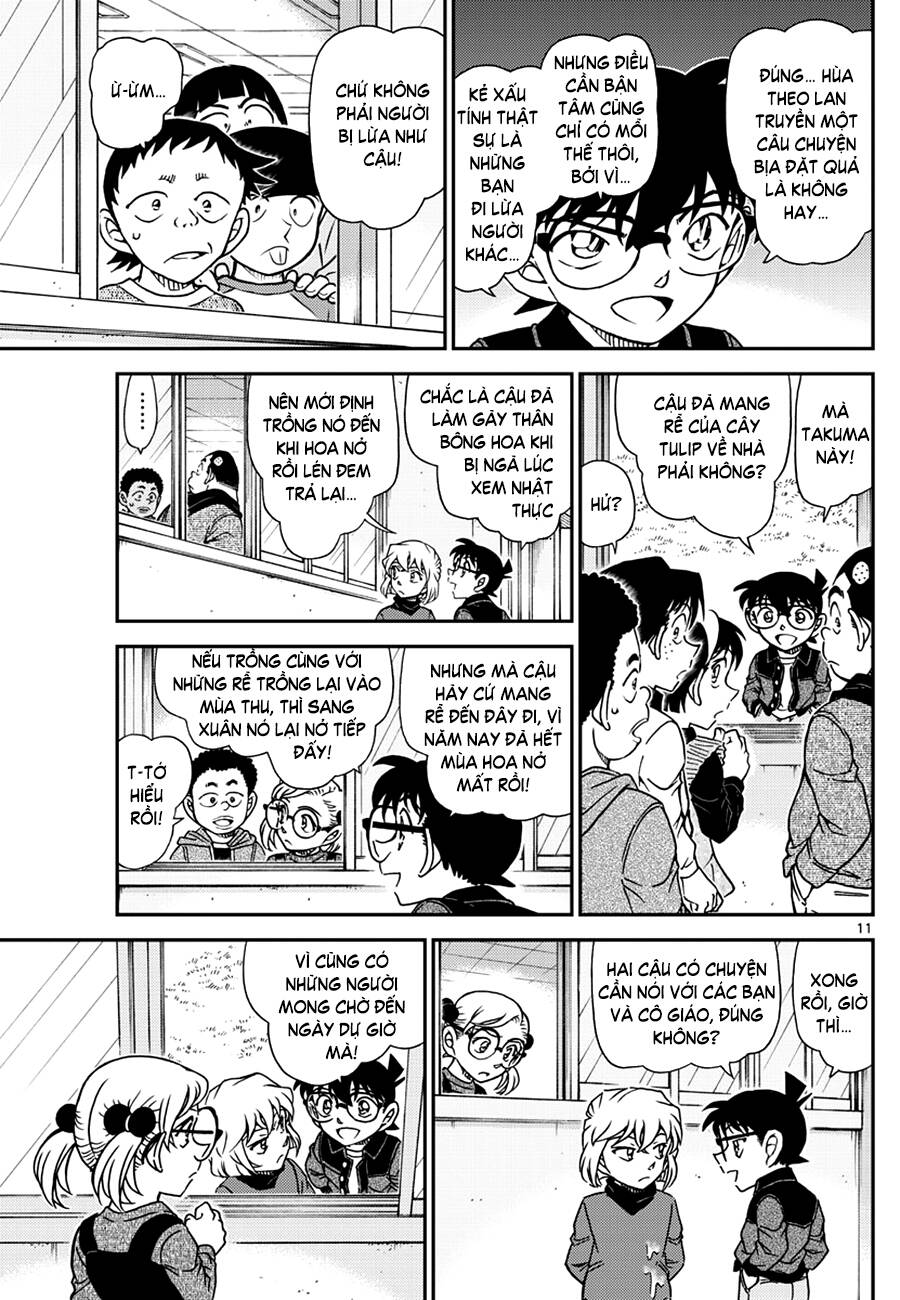 ĐÚNG... HÙA
THEO LAN
TRUYỀN MỘT
CÂU CHUYỆN
BỊA ĐẶT QUẢ
LÀ KHÔNG
HAY...
NHƯNG ĐIỀU
CẦN BẬN
TÂM CŨNG
CHỈ CÓ MỖI
THẾ THÔI,
BỞI VÌ...
KẺ XẤU
TÍNH THẬT
SỰ LÀ
NHỮNG
BẠN
ĐI LỪA
NGƯỜI
KHÁC...
CHỨ KHÔNG
PHẢI NGƯỜI
BỊ LỪA NHƯ
CẬU!
Ừ-ỪM...
MÀ
TAKUMA
NÀY!
CẬU ĐÃ MANG
RỄ CỦA CÂY
TULIP VỀ NHÀ
PHẢI KHÔNG?
HỬ?
CHẮC LÀ CẬU ĐÃ
LÀM GÃY THÂN
BÔNG HOA KHI
BỊ NGÃ LÚC
XEM NHẬT
THỰC
NÊN MỚI ĐỊNH
TRỒNG NÓ ĐẾN
KHI HOA NỞ
RỒI LÉN ĐEM
TRẢ LẠI...
......
NHƯNG MÀ CẬU
HÃY CỨ MANG
RỄ ĐẾN ĐÂY ĐI, VÌ
NĂM NAY ĐÃ HẾT
MÙA HOA NỞ
MẤT RỒI!
NẾU TRỒNG CÙNG VỚI
NHỮNG RỄ TRỒNG LẠI VÀO
MÙA THU, THÌ SANG
XUÂN NÓ LẠI NỞ TIẾP
ĐẤY!
T-TỚ
HIỂU
RỒI!
11
XONG
RỒI, GIỜ
THÌ...
HAI CẬU CÓ CHUYỆN
CẦN NÓI VỚI CÁC BẠN
VÀ CÔ GIÁO, ĐÚNG
KHÔNG?
VÌ CŨNG CÓ
NHỮNG NGƯỜI
MONG CHỜ ĐẾN
NGÀY DỰ GIỜ
MÀ!